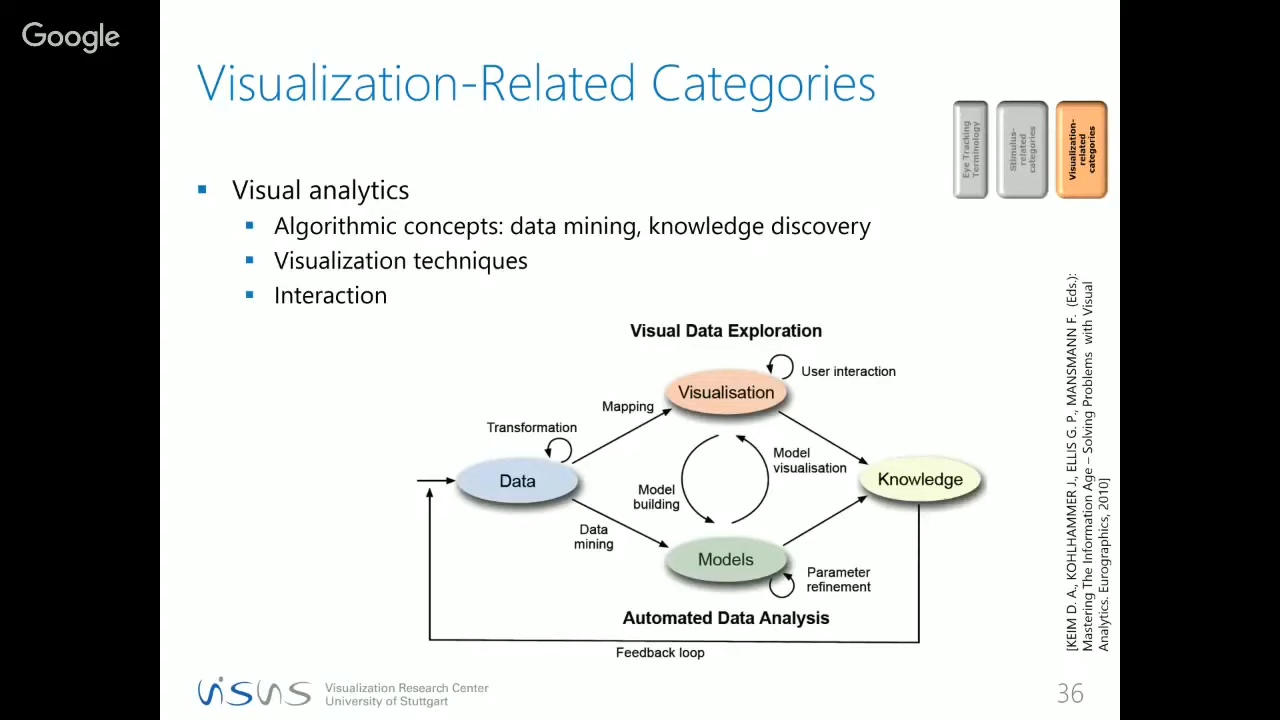 Google
Visualization-Related Categories
Eye Tracking
Terminology
Stimulus-
related
categories
Visualization-
related
categories
Visual analytics
Algorithmic concepts: data mining, knowledge discovery
Visualization techniques
Interaction
Visual Data Exploration
User interaction
Visualisation
Mapping
Transformation
Model
visualisation
Data
Knowledge
Model
building
Data
mining
Models
Parameter
refinement
Automated Data Analysis
Feedback loop
[KEIM D. A., KOHLHAMMER J., ELLIS G. P., MANSMANN F. (Eds.):
Mastering The Information Age – Solving Problems with Visual
Analytics. Eurographics, 2010]
VISUS
Visualization Research Center
University of Stuttgart
36